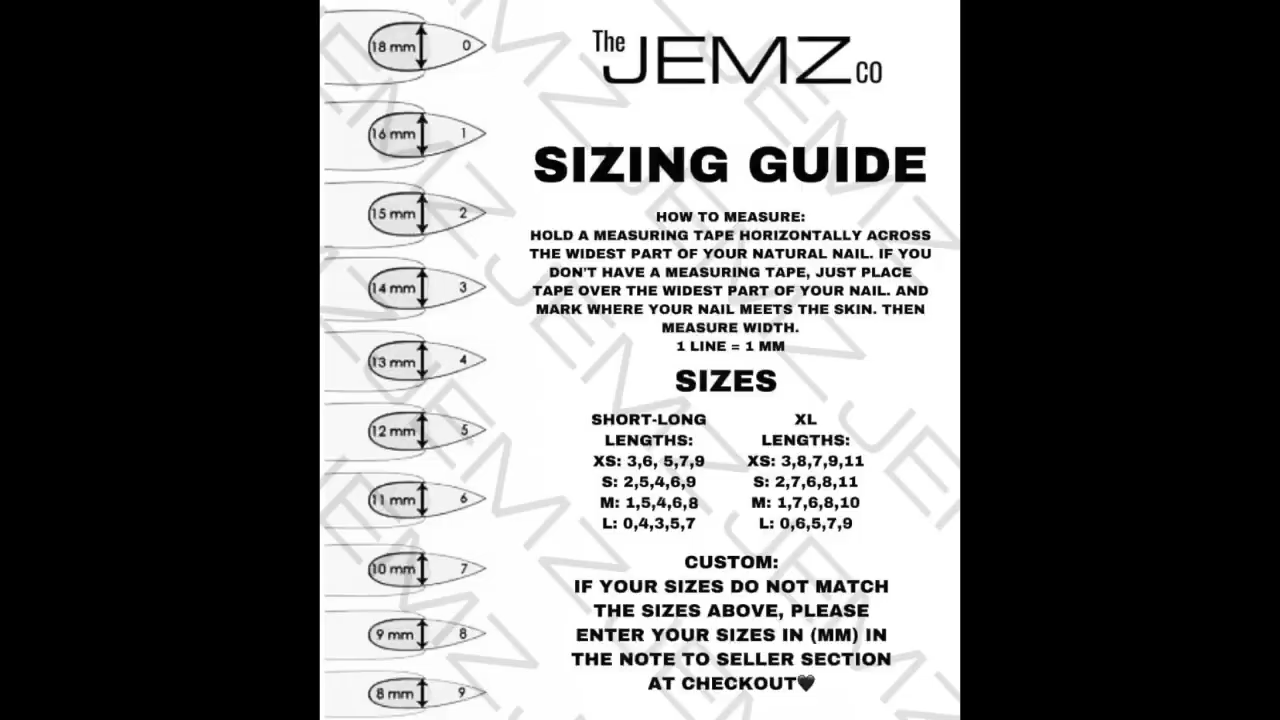 The JEMZ CO
SIZING GUIDE
HOW TO MEASURE:
HOLD A MEASURING TAPE HORIZONTALLY ACROSS
THE WIDEST PART OF YOUR NATURAL NAIL. IF YOU
DON'T HAVE A MEASURING TAPE, JUST PLACE
TAPE OVER THE WIDEST PART OF YOUR NAIL. AND
MARK WHERE YOUR NAIL MEETS THE SKIN. THEN
MEASURE WIDTH.
1 LINE = 1 MM
SIZES
SHORT-LONG
LENGTHS:
XS: 3,6, 5,7,9
S: 2,5,4,6,9
M: 1,5,4,6,8
L: 0,4,3,5,7
XL
LENGTHS:
XS: 3,8,7,9,11
S: 2,7,6,8,11
M: 1,7,6,8,10
L: 0,6,5,7,9
CUSTOM:
IF YOUR SIZES DO NOT MATCH
THE SIZES ABOVE, PLEASE
ENTER YOUR SIZES IN (MM) IN
THE NOTE TO SELLER SECTION
AT CHECKOUT🖤
18 mm 0
16 mm 1
15 mm 2
14 mm 3
13 mm 4
12 mm 5
11 mm 6
10 mm 7
9 mm 8
8 mm 9